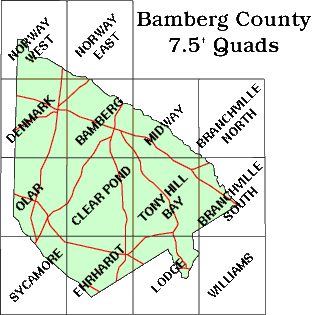 Bamberg County
7.5' Quads
NORWAY
WEST
NORWAY
EAST
DENMARK
BAMBERG
MIDWAY
BRANCHVILLE
NORTH
OLAR
CLEAR POND
TONY HILL
BAY
BRANCHVILLE
SOUTH
SYCAMORE
EHRHARDT
LODGE
WILLIAMS